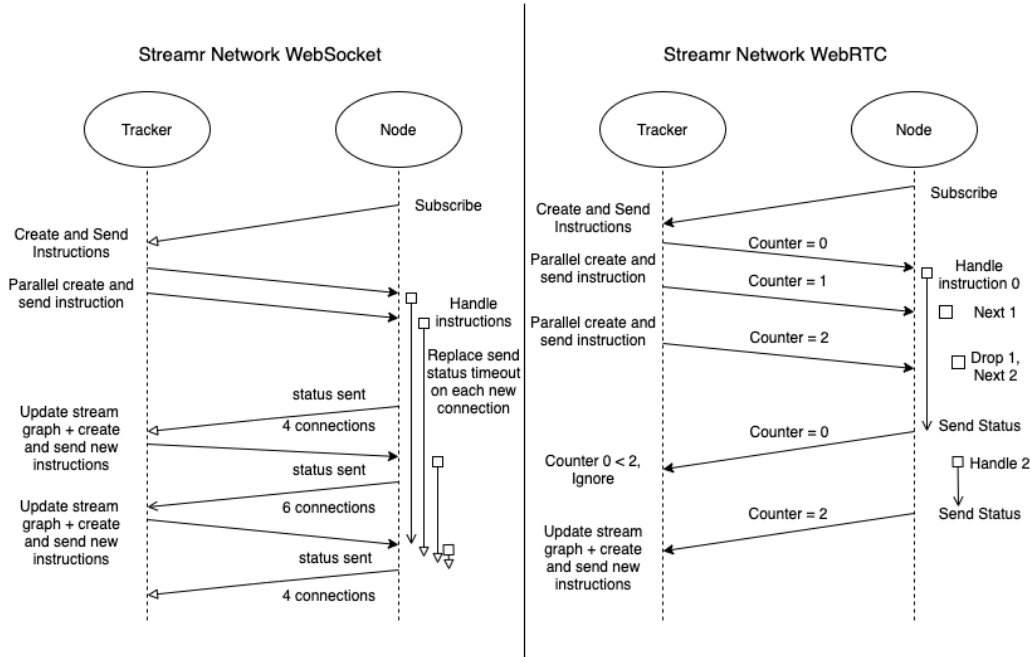 Streamr Network WebSocket
Tracker
Node
Subscribe
Create and Send
Instructions
Parallel create and
send instruction
Handle
instructions
Replace send
status timeout
on each new
connection
status sent
4 connections
Update stream
graph + create
and send new
instructions
status sent
6 connections
Update stream
graph + create
and send new
instructions
status sent
4 connections
Streamr Network WebRTC
Tracker
Node
Subscribe
Create and Send
Instructions
Counter = 0
Parallel create and
send instruction
Handle
instruction 0
Counter = 1
Next 1
Parallel create and
send instruction
Counter = 2
Drop 1,
Next 2
Send Status
Counter = 0
Counter 0 < 2,
Ignore
Handle 2
Send Status
Counter = 2
Update stream
graph + create
and send new
instructions